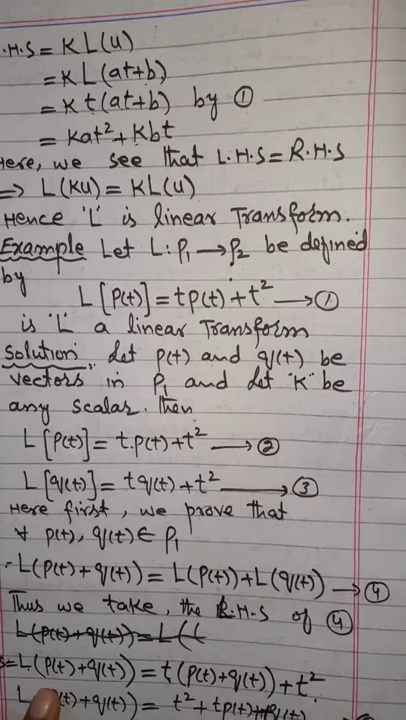 .H.S = KL(u)
= K L(at+b)
= K t(at+b) by ①
= Kat² + Kbt
Here, we see that L.H.S = R.H.S
⇒ L(Ku) = KL(u)
Hence 'L' is linear Transform.
Example Let L: P₁ → P₂ be defined
by
L[P(t)] = tp(t) + t² → ①
is 'L' a linear Transform
Solution.. Let p(t) and q(t) be
vectors in P₁ and let "K" be
any scalar. Then
L[P(t)] = t.p(t) + t² → ②
L[q(t)] = tq(t) + t² → ③
Here first, we prove that
∀ p(t), q(t) ∈ P₁
L(P(t) + q(t)) = L(P(t)) + L(q(t)) → ④
Thus we take, the R.H.S of ④
L(P(t) + q(t)) = L((
S = L(P(t) + q(t)) = t(P(t) + q(t)) + t²
L (t) + q(t)) = t² + tp(t) + q(t)